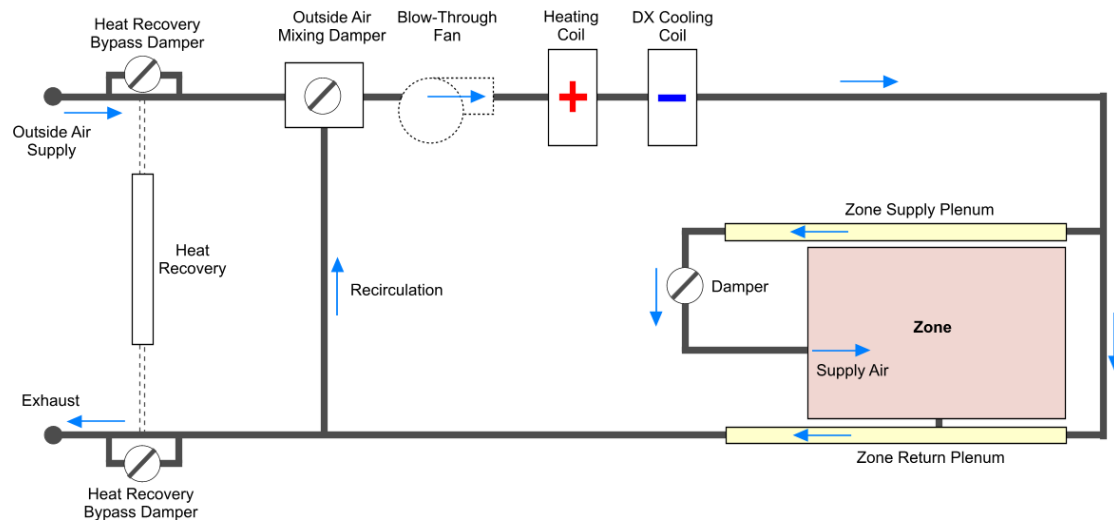 Heat Recovery
Bypass Damper
Outside Air
Mixing Damper
Blow-Through
Fan
Heating
Coil
DX Cooling
Coil
Outside Air
Supply
Zone Supply Plenum
Heat
Recovery
Recirculation
Damper
Zone
Supply Air
Exhaust
Zone Return Plenum
Heat Recovery
Bypass Damper